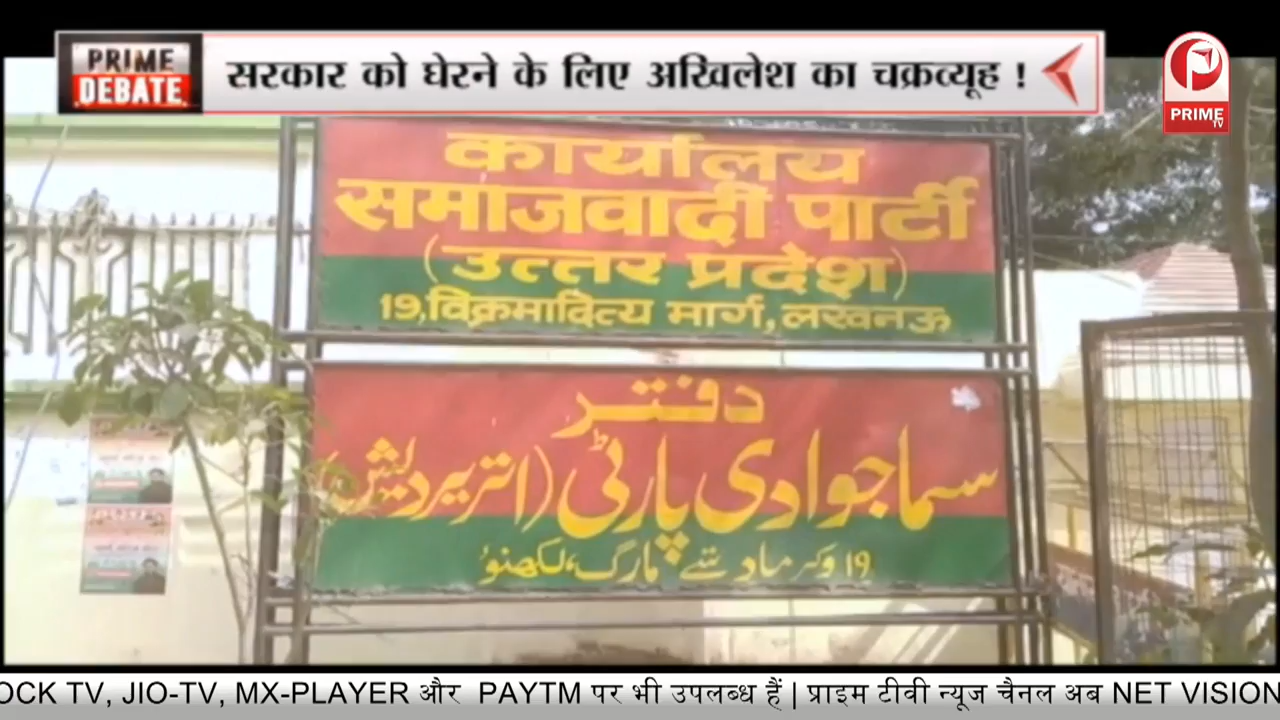 PRIME
DEBATE
सरकार को घेरने के लिए अखिलेश का चक्रव्यूह !
PRIME
TV
कार्यालय
समाजवादी पार्टी
(उत्तर प्रदेश)
19,विक्रमादित्य मार्ग,लखनऊ
دفتر
سماجوادی پارٹی (اترپردیش)
19 وکرمادتے مارگ، لکھنؤ
OCK TV, JIO-TV, MX-PLAYER और PAYTM पर भी उपलब्ध हैं | प्राइम टीवी न्यूज चैनल अब NET VISION